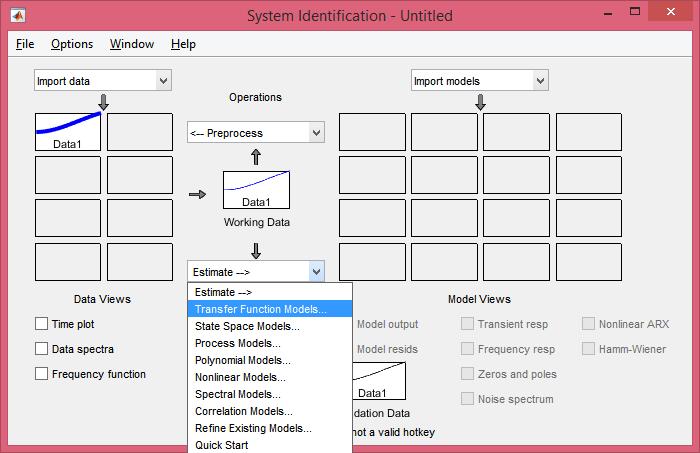 System Identification - Untitled
File Options Window Help
Import data
Import models
Operations
<-- Preprocess
Data1
Data1
Working Data
Estimate -->
Estimate -->
Transfer Function Models...
State Space Models...
Process Models...
Polynomial Models...
Nonlinear Models...
Spectral Models...
Correlation Models...
Refine Existing Models...
Quick Start
Data Views
Time plot
Data spectra
Frequency function
Model Views
Model output
Transient resp
Nonlinear ARX
Model resids
Frequency resp
Hamm-Wiener
Data1
Zeros and poles
Noise spectrum
dation Data
not a valid hotkey